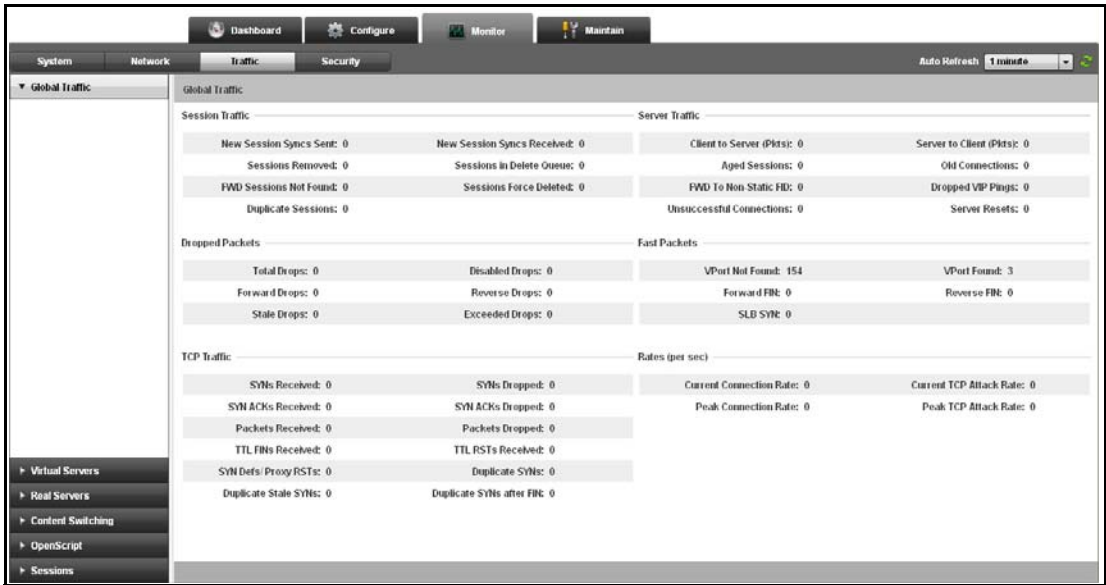 Dashboard Configure Monitor Maintain
System Network Traffic Security Auto Refresh 1 minute
Global Traffic
Global Traffic
Session Traffic
New Session Syncs Sent: 0 New Session Syncs Received: 0
Sessions Removed: 0 Sessions in Delete Queue: 0
FWD Sessions Not Found: 0 Sessions Force Deleted: 0
Duplicate Sessions: 0
Server Traffic
Client to Server (Pkts): 0 Server to Client (Pkts): 0
Aged Sessions: 0 Old Connections: 0
FWD To Non-Static FID: 0 Dropped VIP Pings: 0
Unsuccessful Connections: 0 Server Resets: 0
Dropped Packets
Total Drops: 0 Disabled Drops: 0
Forward Drops: 0 Reverse Drops: 0
Stale Drops: 0 Exceeded Drops: 0
Fast Packets
VPort Not Found: 154 VPort Found: 3
Forward FIN: 0 Reverse FIN: 0
SLB SYN: 0
TCP Traffic
SYNs Received: 0 SYNs Dropped: 0
SYN ACKs Received: 0 SYN ACKs Dropped: 0
Packets Received: 0 Packets Dropped: 0
TTL FINs Received: 0 TTL RSTs Received: 0
SYN Defs/Proxy RSTs: 0 Duplicate SYNs: 0
Duplicate Stale SYNs: 0 Duplicate SYNs after FIN: 0
Rates (per sec)
Current Connection Rate: 0 Current TCP Attack Rate: 0
Peak Connection Rate: 0 Peak TCP Attack Rate: 0
Virtual Servers
Real Servers
Content Switching
OpenScript
Sessions